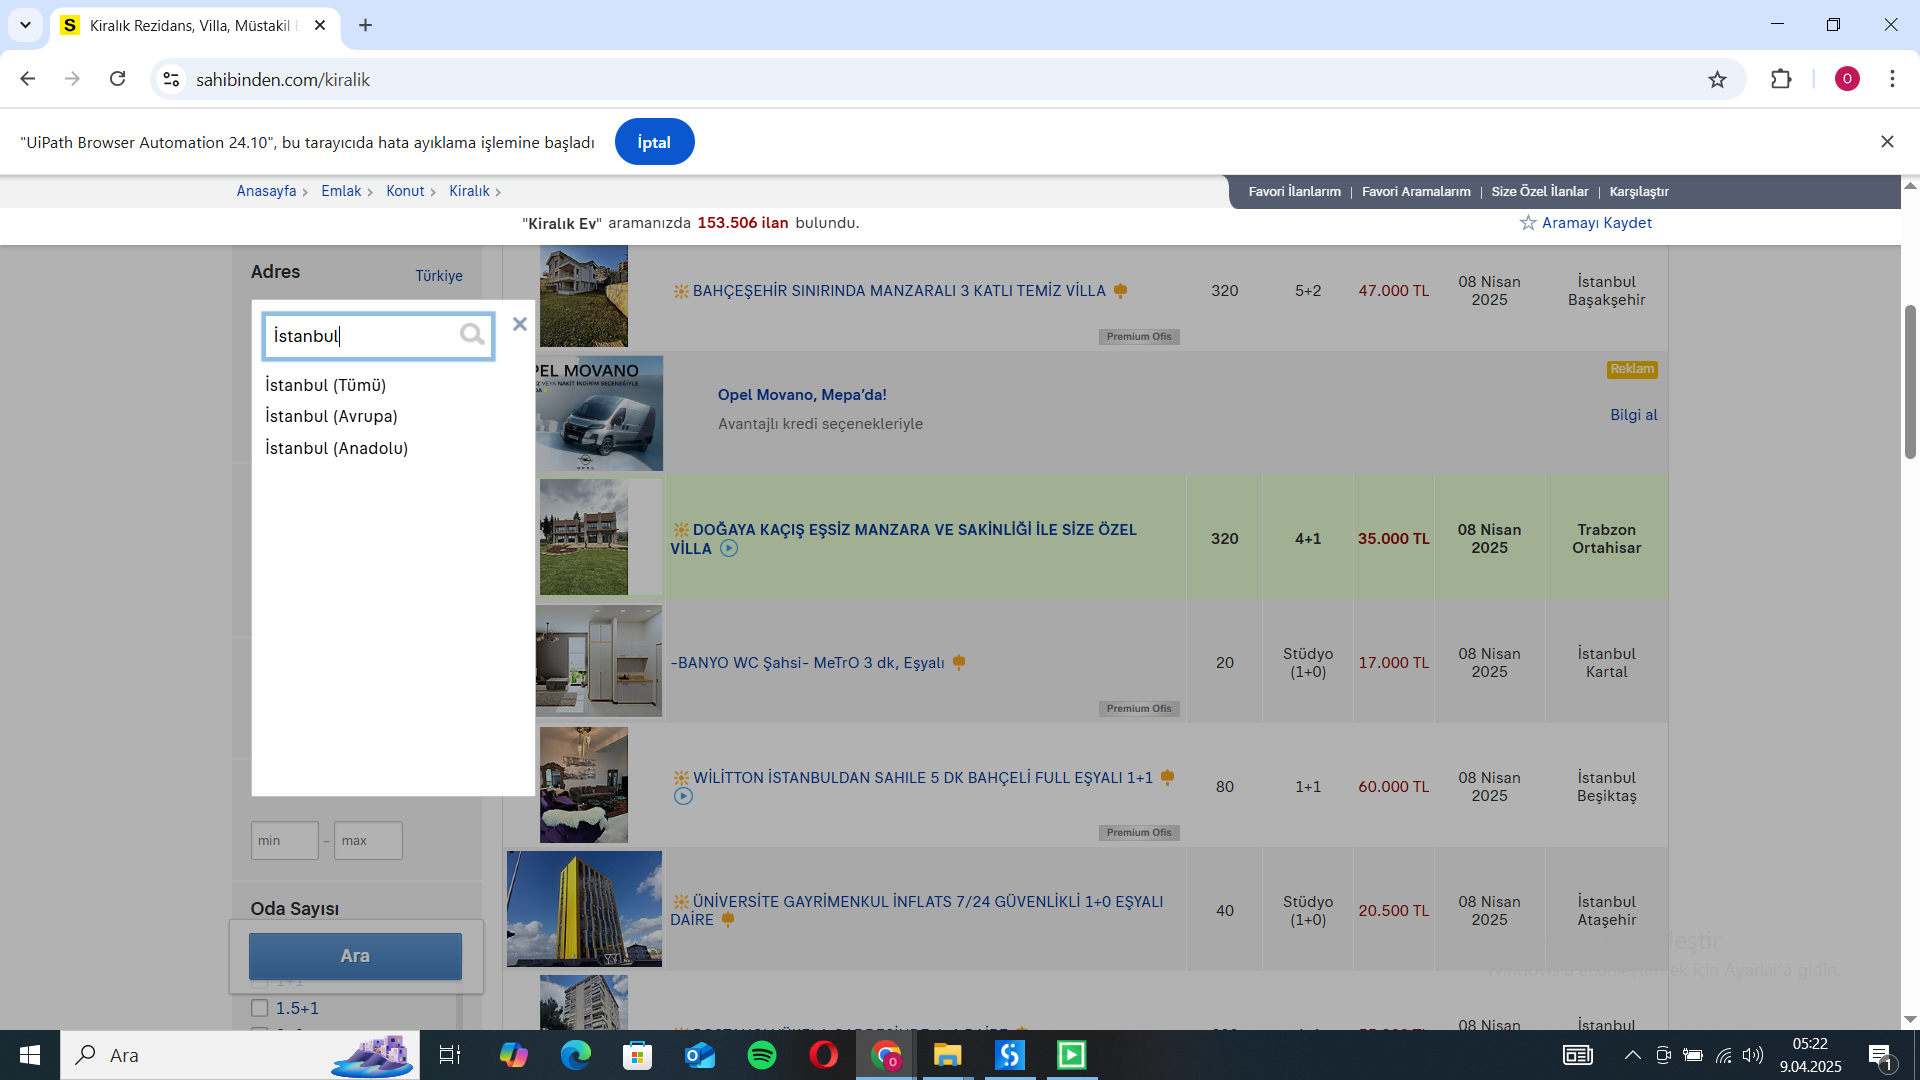 S Kiralık Rezidans, Villa, Müstakil
sahibinden.com/kiralik
O
"UiPath Browser Automation 24.10", bu tarayıcıda hata ayıklama işlemine başladı
İptal
Anasayfa > Emlak > Konut > Kiralık >
Favori İlanlarım | Favori Aramalarım | Size Özel İlanlar | Karşılaştır
"Kiralık Ev" aramanızda 153.506 ilan bulundu.
Aramayı Kaydet
Adres
Türkiye
İstanbul
İstanbul (Tümü)
İstanbul (Avrupa)
İstanbul (Anadolu)
min - max
Oda Sayısı
Ara
1+1
1.5+1
BAHÇEŞEHİR SINIRINDA MANZARALI 3 KATLI TEMİZ VİLLA
Premium Ofis
320
5+2
47.000 TL
08 Nisan
2025
İstanbul
Başakşehir
OPEL MOVANO
Opel Movano, Mepa'da!
Avantajlı kredi seçenekleriyle
Reklam
Bilgi al
DOĞAYA KAÇIŞ EŞSİZ MANZARA VE SAKİNLİĞİ İLE SİZE ÖZEL
VİLLA
320
4+1
35.000 TL
08 Nisan
2025
Trabzon
Ortahisar
-BANYO WC Şahsi- MeTrO 3 dk, Eşyalı
Premium Ofis
20
Stüdyo
(1+0)
17.000 TL
08 Nisan
2025
İstanbul
Kartal
WİLİTTON İSTANBULDAN SAHILE 5 DK BAHÇELİ FULL EŞYALI 1+1
Premium Ofis
80
1+1
60.000 TL
08 Nisan
2025
İstanbul
Beşiktaş
ÜNİVERSİTE GAYRİMENKUL İNFLATS 7/24 GÜVENLİKLİ 1+0 EŞYALI
DAİRE
40
Stüdyo
(1+0)
20.500 TL
08 Nisan
2025
İstanbul
Ataşehir
08 Nisan
İstanbul
Ara
05:22
9.04.2025
1